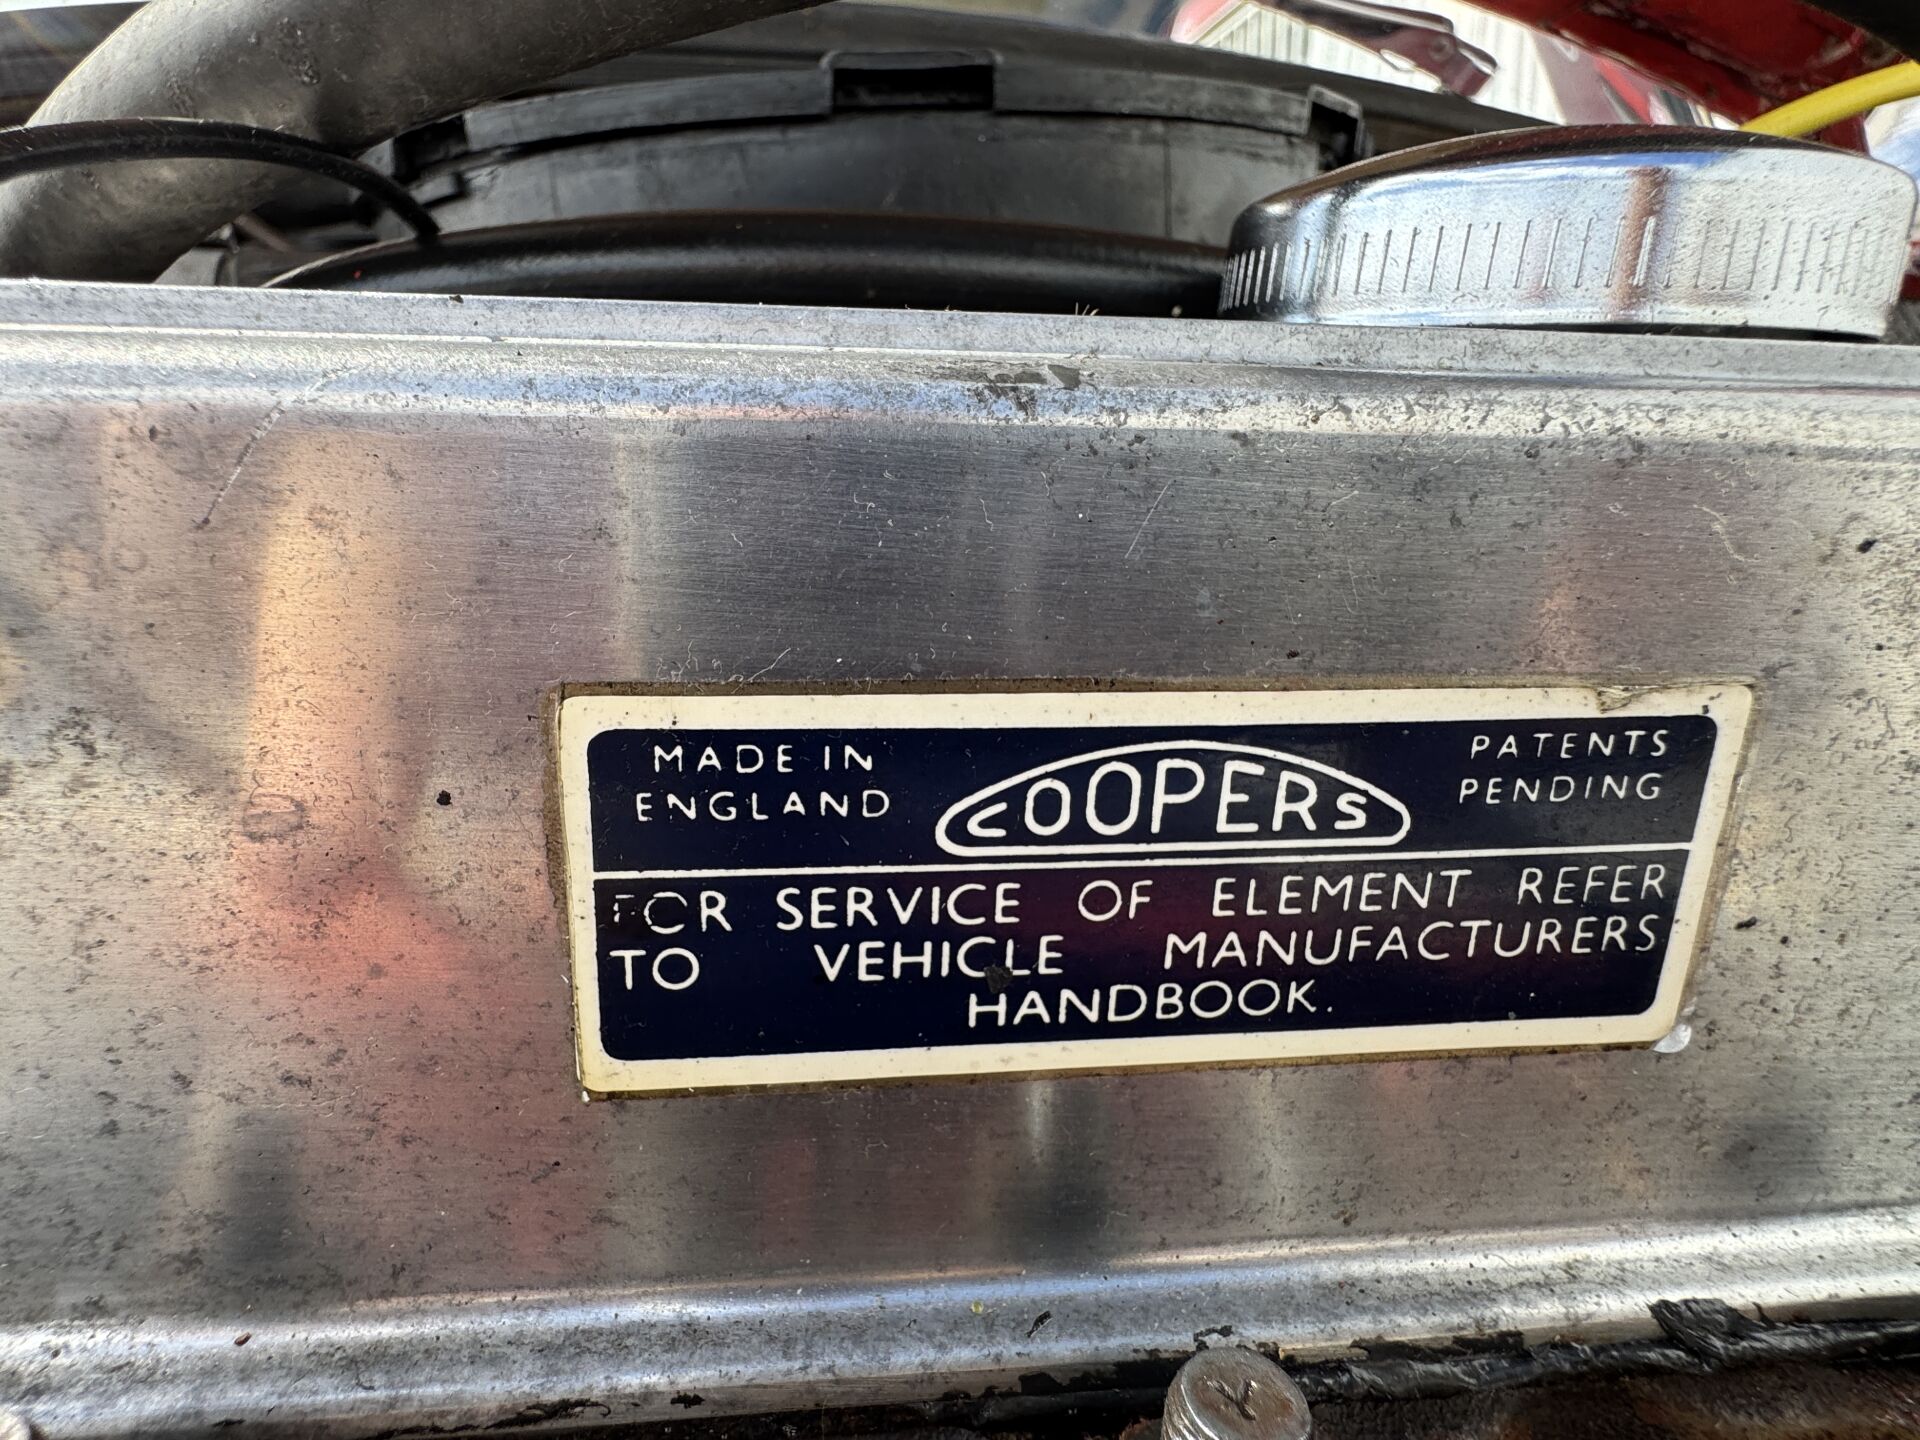 MADE IN
ENGLAND
COOPERS
PATENTS
PENDING
FOR SERVICE OF ELEMENT REFER
TO VEHICLE MANUFACTURERS
HANDBOOK.